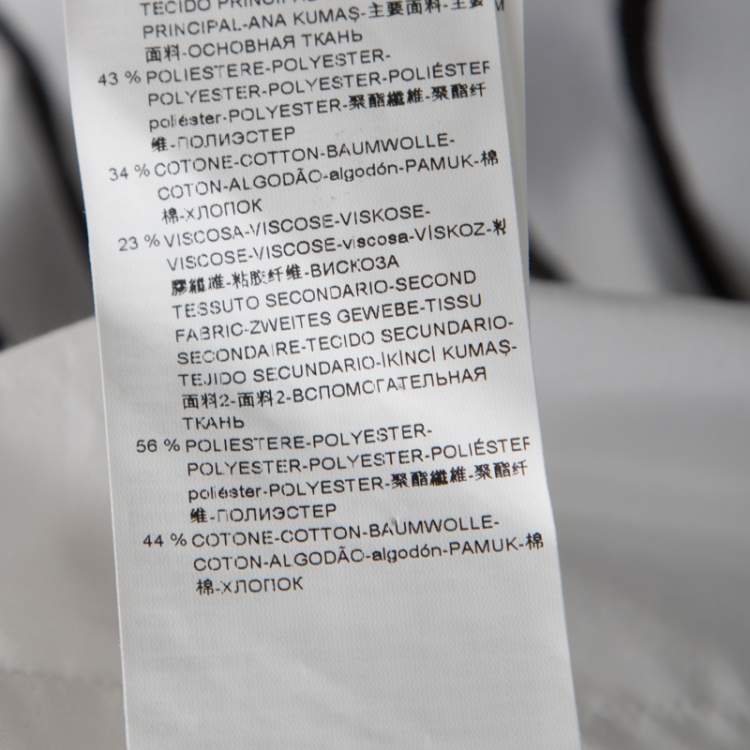 TECIDO PRINCIPAL-
PRINCIPAL-ANA KUMAŞ-主要面料-主要
面料-ОСНОВНАЯ ТКАНЬ
43 % POLIESTERE-POLYESTER-
POLYESTER-POLYESTER-POLIÉSTER
poliéster-POLYESTER-聚酯纖維-聚酯纤
维-ПОЛИЭСТЕР
34 % COTONE-COTTON-BAUMWOLLE-
COTON-ALGODÃO-algodón-PAMUK-棉
棉-ХЛОПОК
23 % VISCOSA-VISCOSE-VISKOSE-
VISCOSE-VISCOSE-viscosa-VİSKOZ-粘
膠纖維-粘胶纤维-ВИСКОЗА
TESSUTO SECONDARIO-SECOND
FABRIC-ZWEITES GEWEBE-TISSU
SECONDAIRE-TECIDO SECUNDARIO-
TEJIDO SECUNDARIO-İKİNCİ KUMAŞ-
面料2-面料2-ВСПОМОГАТЕЛЬНАЯ
ТКАНЬ
56 % POLIESTERE-POLYESTER-
POLYESTER-POLYESTER-POLIÉSTER
poliéster-POLYESTER-聚酯纖維-聚酯纤
维-ПОЛИЭСТЕР
44 % COTONE-COTTON-BAUMWOLLE-
COTON-ALGODÃO-algodón-PAMUK-棉
棉-ХЛОПОК